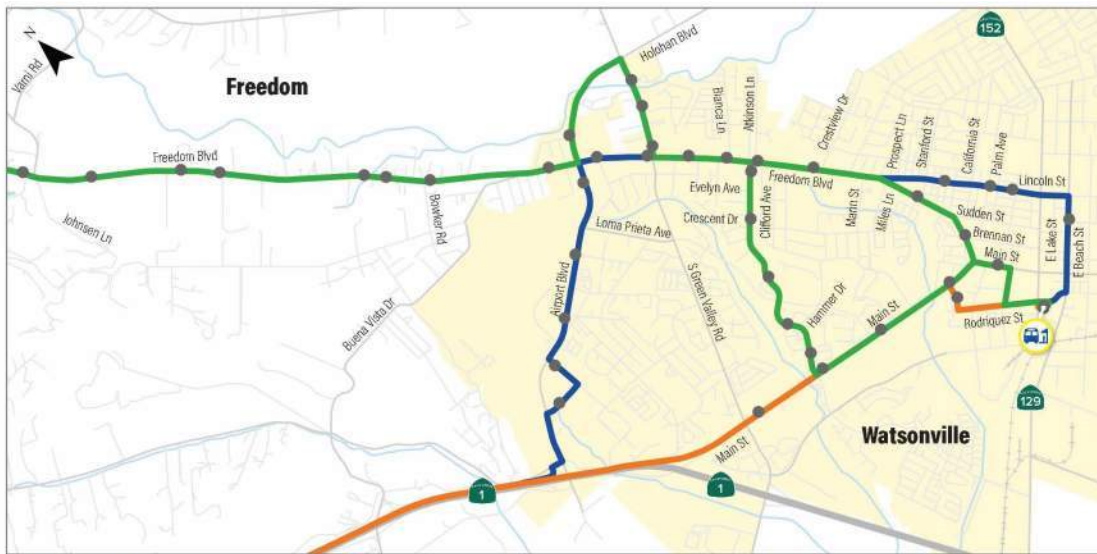 152
N
Varni Rd
Freedom
Holohan Blvd
Bianca Ln
Atkinson Ln
Crestview Dr
Prospect Ln
Stanford St
California St
Palm Ave
Lincoln St
Freedom Blvd
Freedom Blvd
Evelyn Ave
Crescent Dr
Clifford Ave
Marin St
Miles Ln
Sudden St
Brennan St
Main St
E Lake St
E Beach St
Johnsen Ln
Bowker Rd
Loma Prieta Ave
Airport Blvd
S Green Valley Rd
Hammer Dr
Main St
Rodriquez St
Buena Vista Dr
129
Main St
Watsonville
1
1